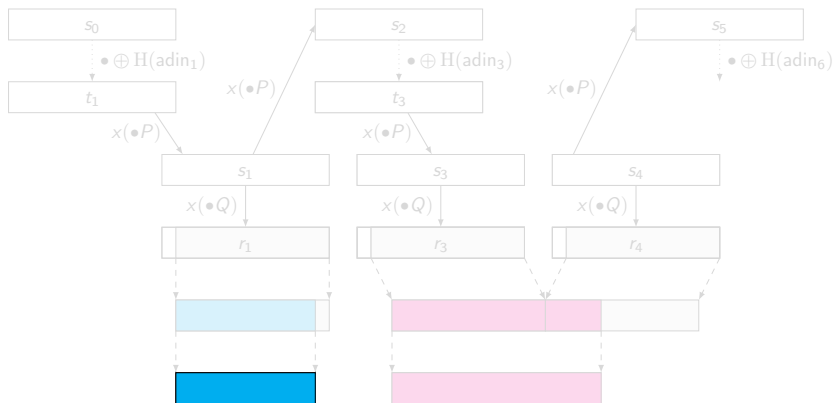 s₀ s₂ s₅
• ⊕ H(adin₁) • ⊕ H(adin₃) • ⊕ H(adin₆)
x(•P) x(•P)
t₁ t₃
x(•P) x(•P)
s₁ s₃ s₄
x(•Q) x(•Q) x(•Q)
r₁ r₃ r₄